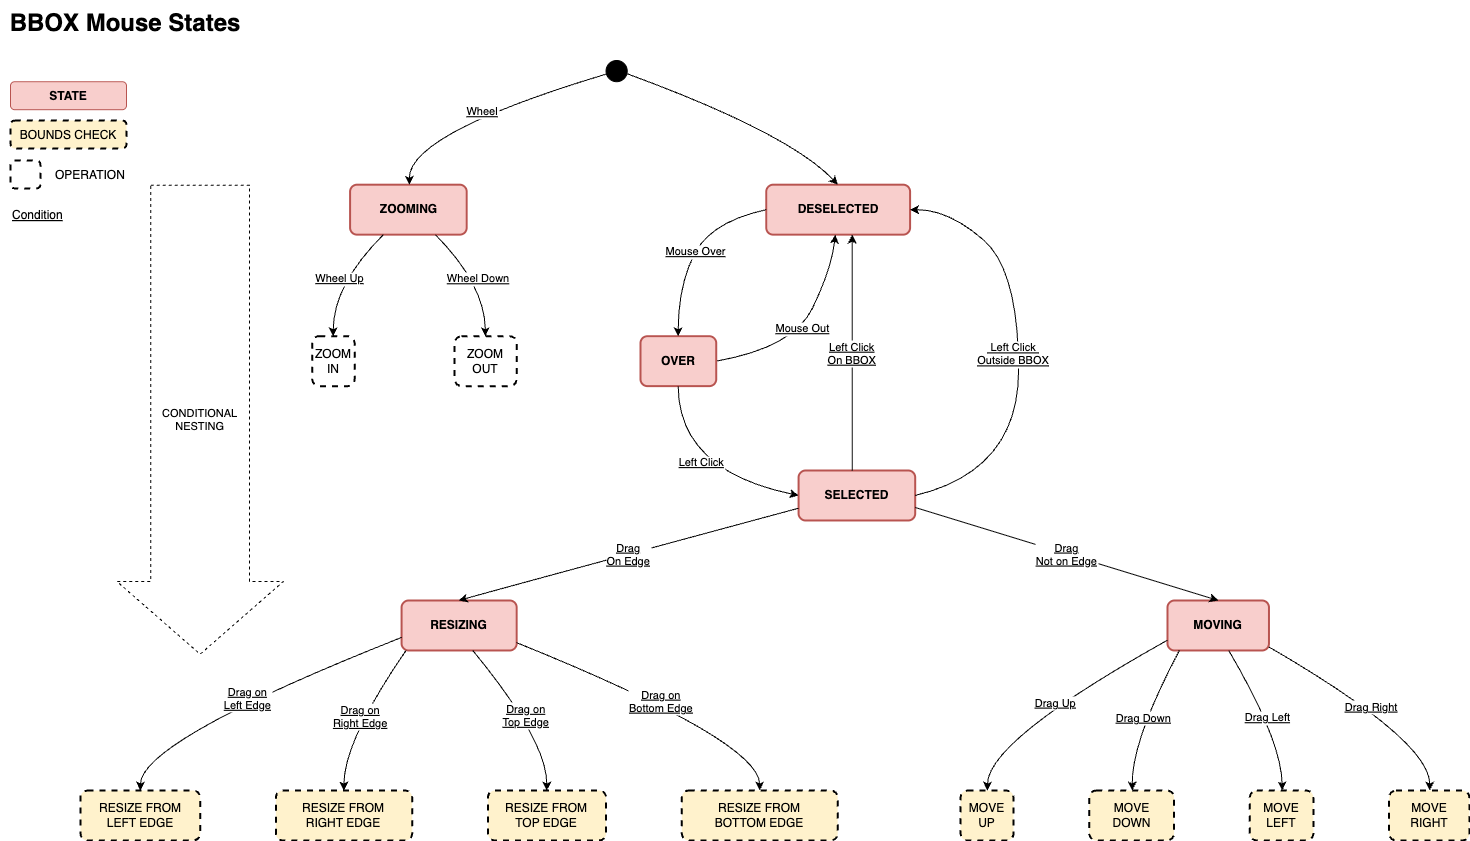 BBOX Mouse States
STATE
BOUNDS CHECK
OPERATION
Condition
CONDITIONAL
NESTING
Wheel
ZOOMING
DESELECTED
Wheel Up
Wheel Down
Mouse Over
Mouse Out
ZOOM
IN
ZOOM
OUT
OVER
Left Click
On BBOX
Left Click
Outside BBOX
Left Click
SELECTED
Drag
On Edge
Drag
Not on Edge
RESIZING
MOVING
Drag on
Left Edge
Drag on
Right Edge
Drag on
Top Edge
Drag on
Bottom Edge
Drag Up
Drag Down
Drag Left
Drag Right
RESIZE FROM
LEFT EDGE
RESIZE FROM
RIGHT EDGE
RESIZE FROM
TOP EDGE
RESIZE FROM
BOTTOM EDGE
MOVE
UP
MOVE
DOWN
MOVE
LEFT
MOVE
RIGHT